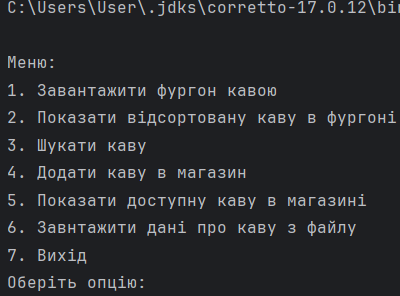 C:\Users\User\.jdks\corretto-17.0.12\bin
Меню:
1. Завантажити фургон кавою
2. Показати відсортовану каву в фургоні
3. Шукати каву
4. Додати каву в магазин
5. Показати доступну каву в магазині
6. Завнтажити дані про каву з файлу
7. Вихід
Оберіть опцію: